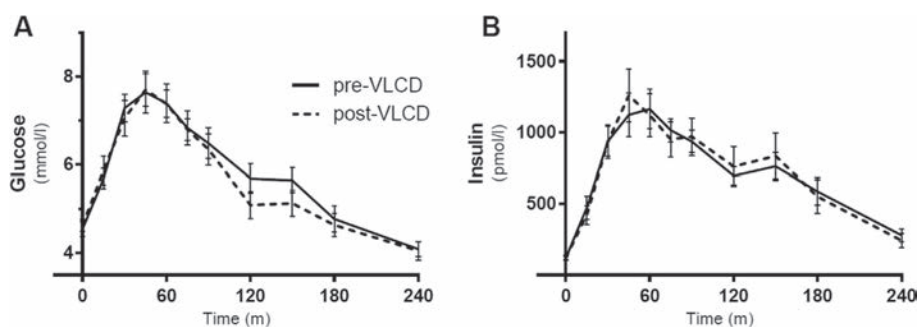 A
B
Glucose
(mmol/l)
8
6
4
pre-VLCD
post-VLCD
0
60
120
180
240
Time (m)
Insulin
(pmol/l)
1500
1000
500
0
60
120
180
240
Time (m)